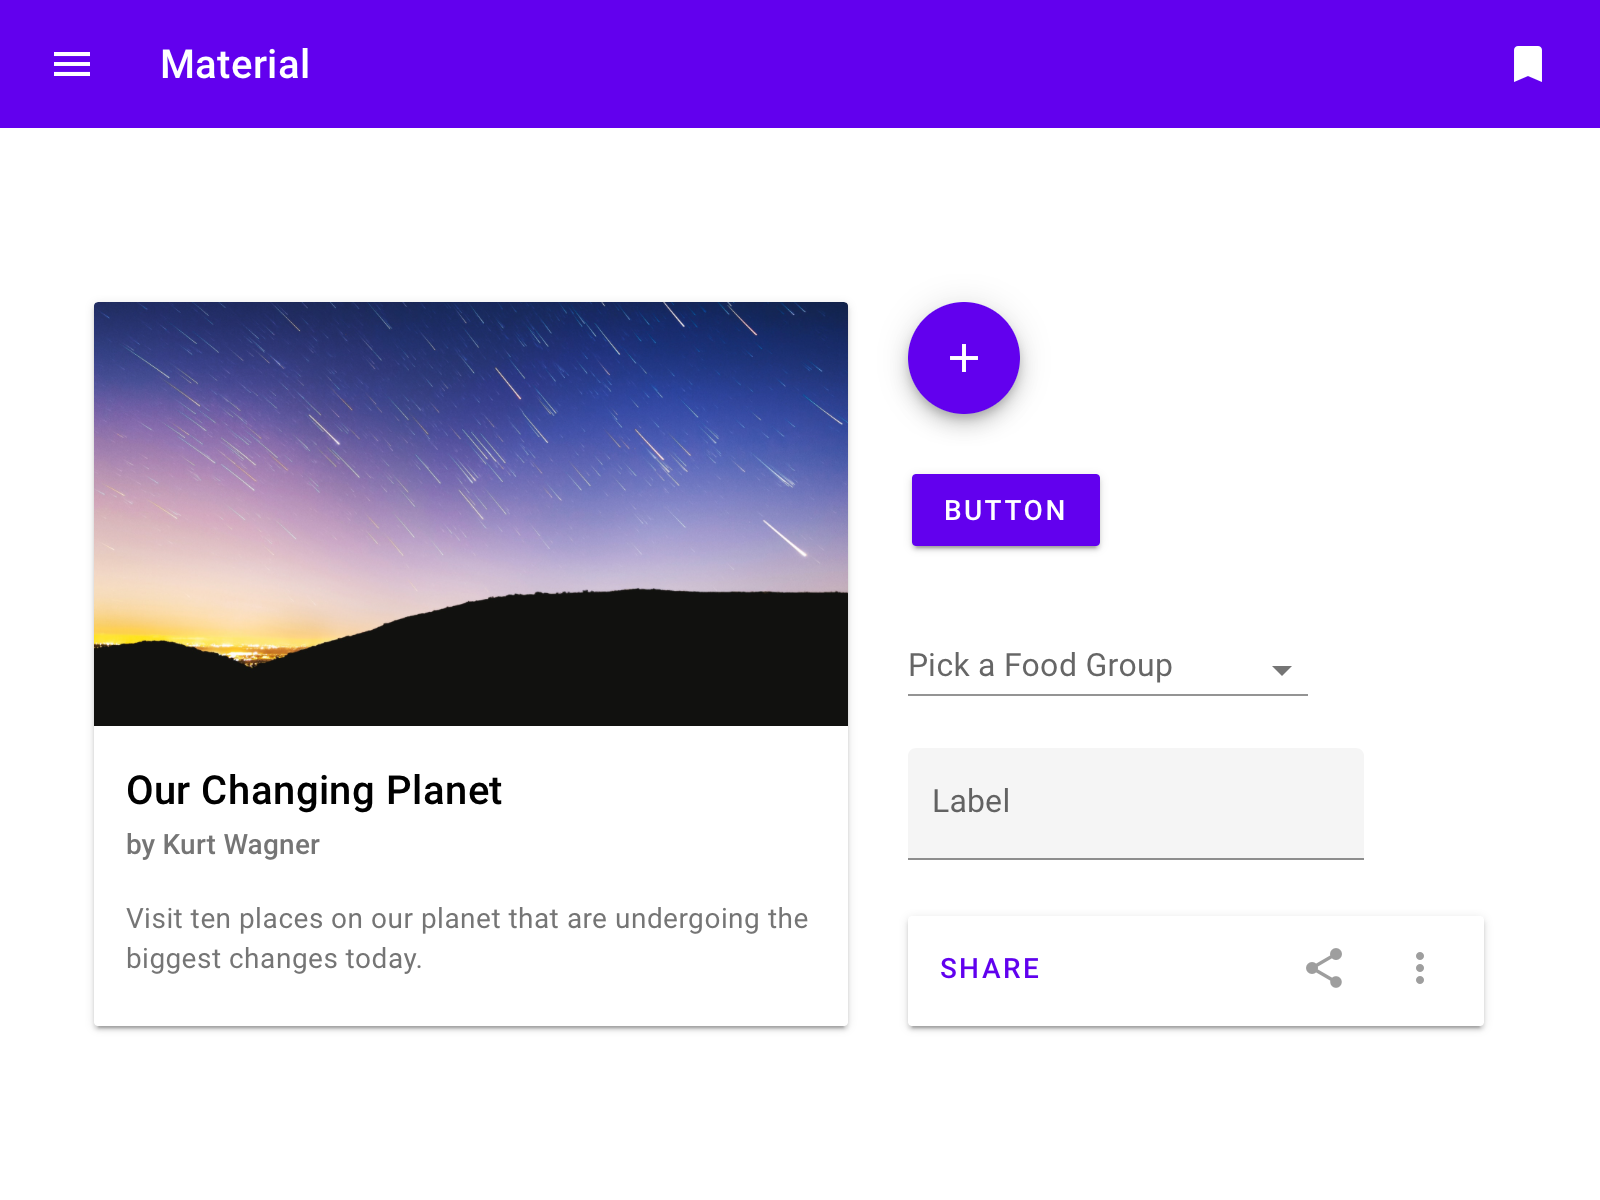 Material
Our Changing Planet
by Kurt Wagner
Visit ten places on our planet that are undergoing the
biggest changes today.
BUTTON
Pick a Food Group
Label
SHARE